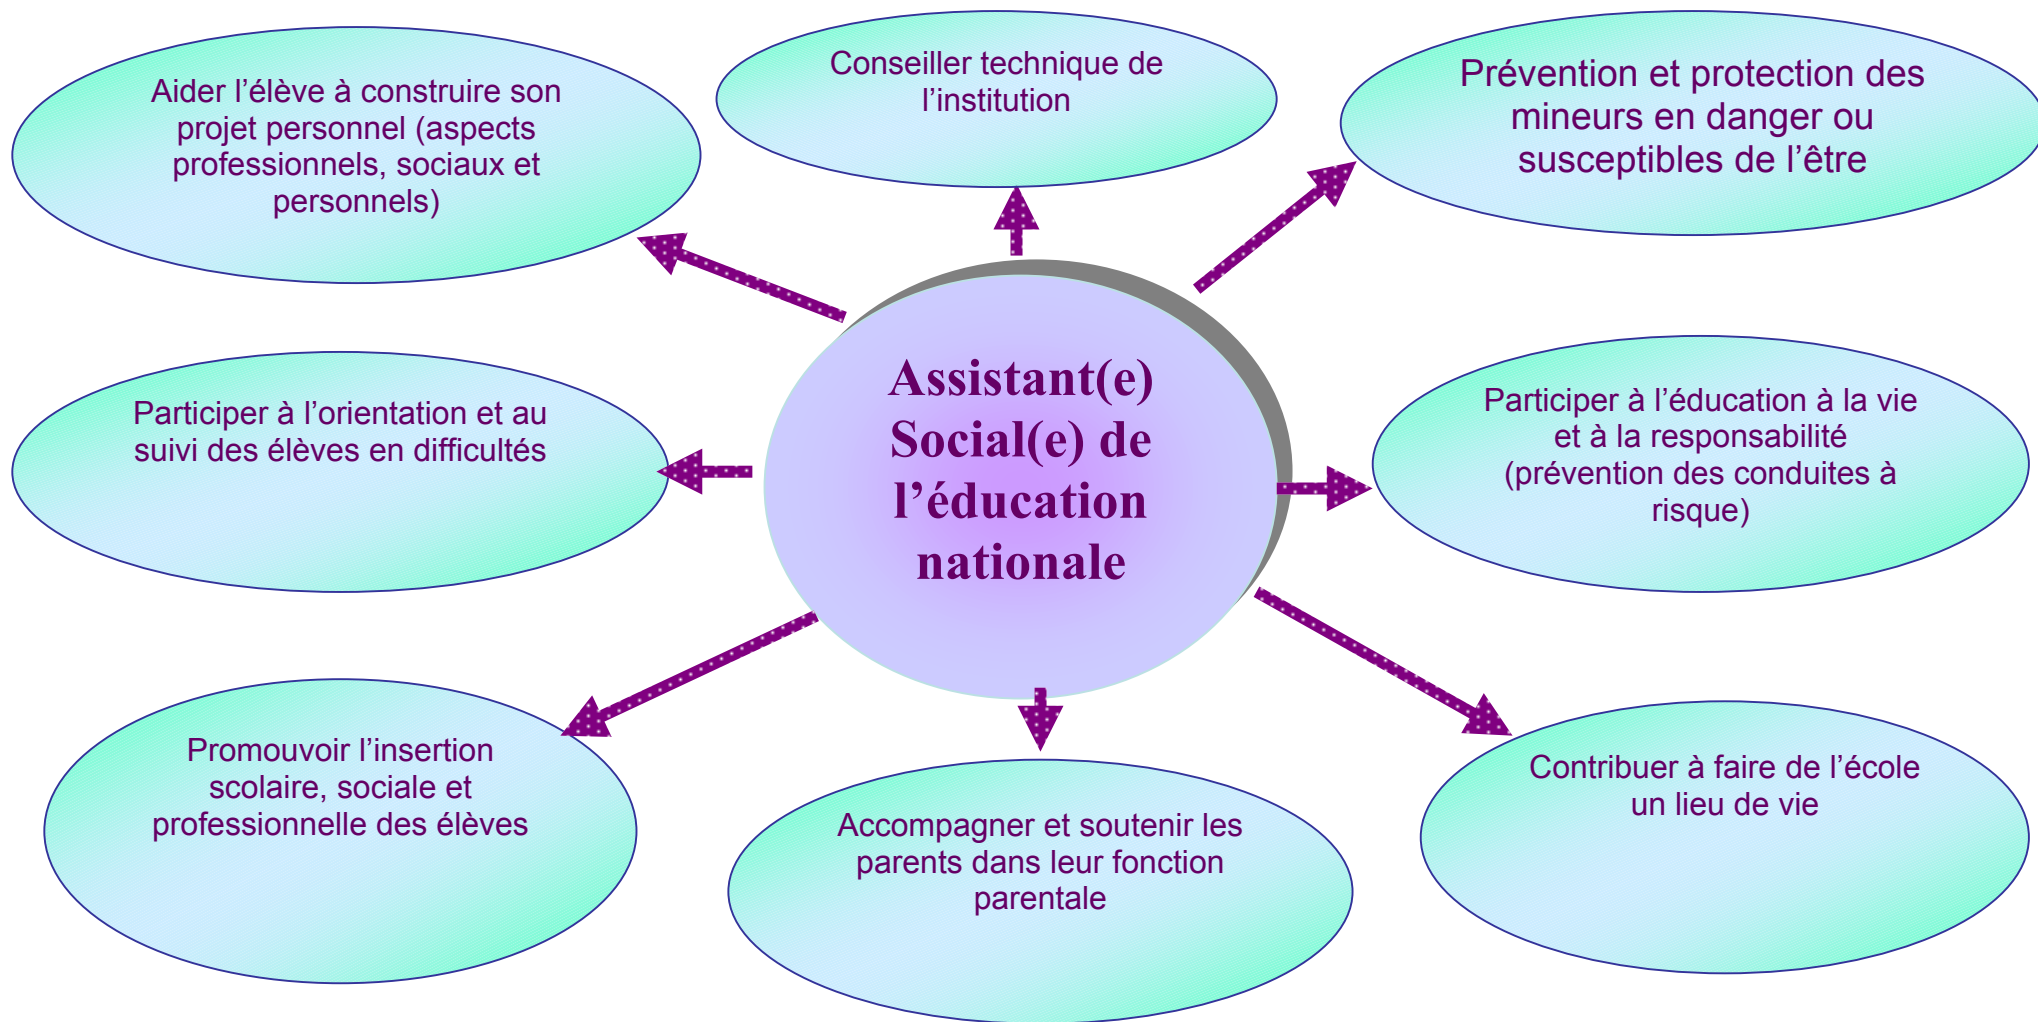 Aider l’élève à construire son
projet personnel (aspects
professionnels, sociaux et
personnels)
Conseiller technique de
l’institution
Prévention et protection des
mineurs en danger ou
susceptibles de l’être
Participer à l’orientation et au
suivi des élèves en difficultés
Assistant(e)
Social(e) de
l’éducation
nationale
Participer à l’éducation à la vie
et à la responsabilité
(prévention des conduites à
risque)
Promouvoir l’insertion
scolaire, sociale et
professionnelle des élèves
Accompagner et soutenir les
parents dans leur fonction
parentale
Contribuer à faire de l’école
un lieu de vie